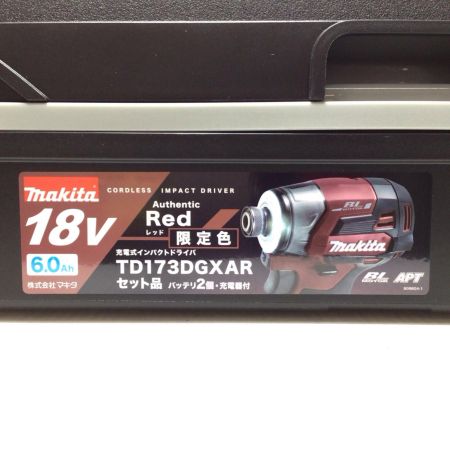 makita
CORDLESS IMPACT DRIVER
18V
Authentic
Red
レッド
限定色
6.0Ah
充電式インパクトドライバ
TD173DGXAR
株式会社マキタ
セット品 バッテリ2個・充電器付
BL
makita
BL
APT